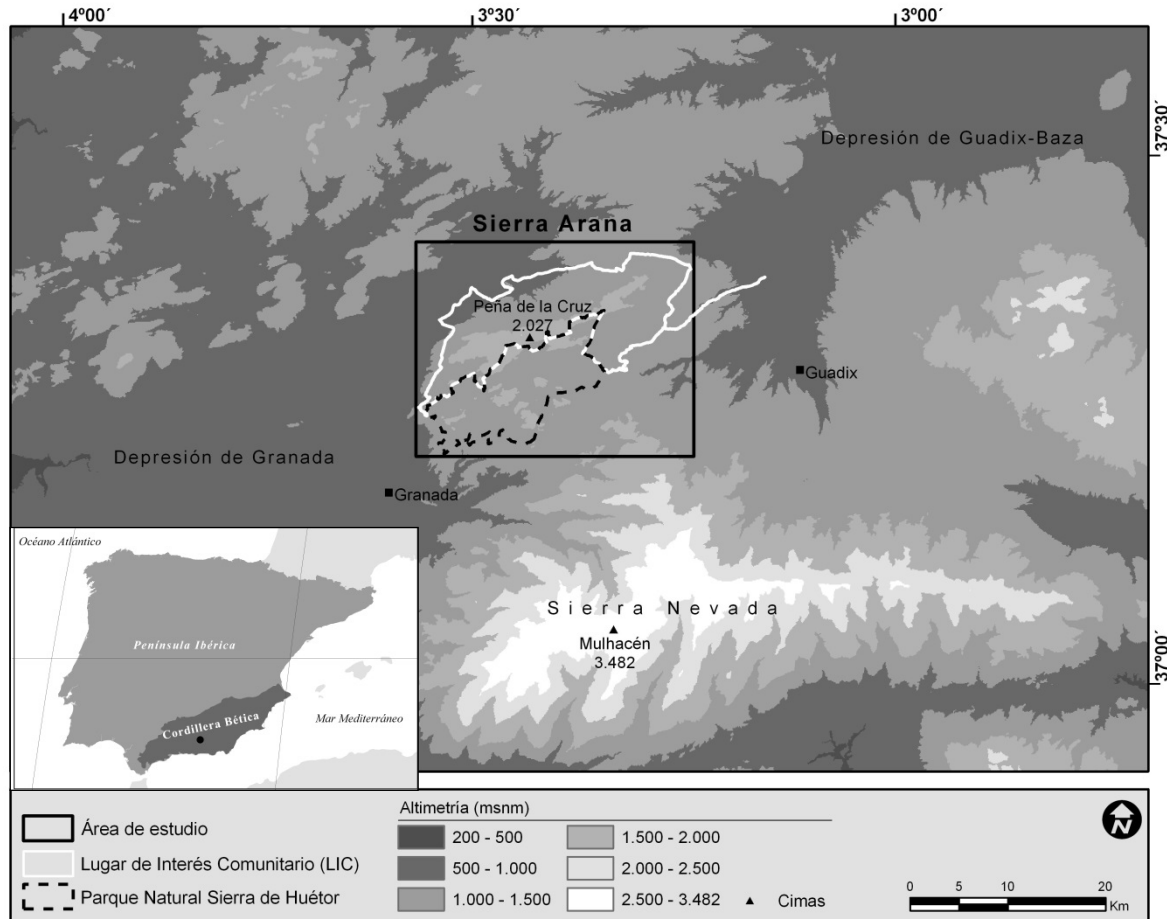 4º00´
3º30´
3º00´
37º30´
Depresión de Guadix-Baza
Sierra Arana
Peña de la Cruz
2.027
Guadix
Depresión de Granada
Granada
Sierra Nevada
Mulhacén
3.482
37º00´
Océano Atlántico
Península Ibérica
Cordillera Bética
Mar Mediterráneo
Área de estudio
Lugar de Interés Comunitario (LIC)
Parque Natural Sierra de Huétor
Altimetría (msnm)
200 - 500
500 - 1.000
1.000 - 1.500
1.500 - 2.000
2.000 - 2.500
2.500 - 3.482
Cimas
N
0 5 10 20
Km